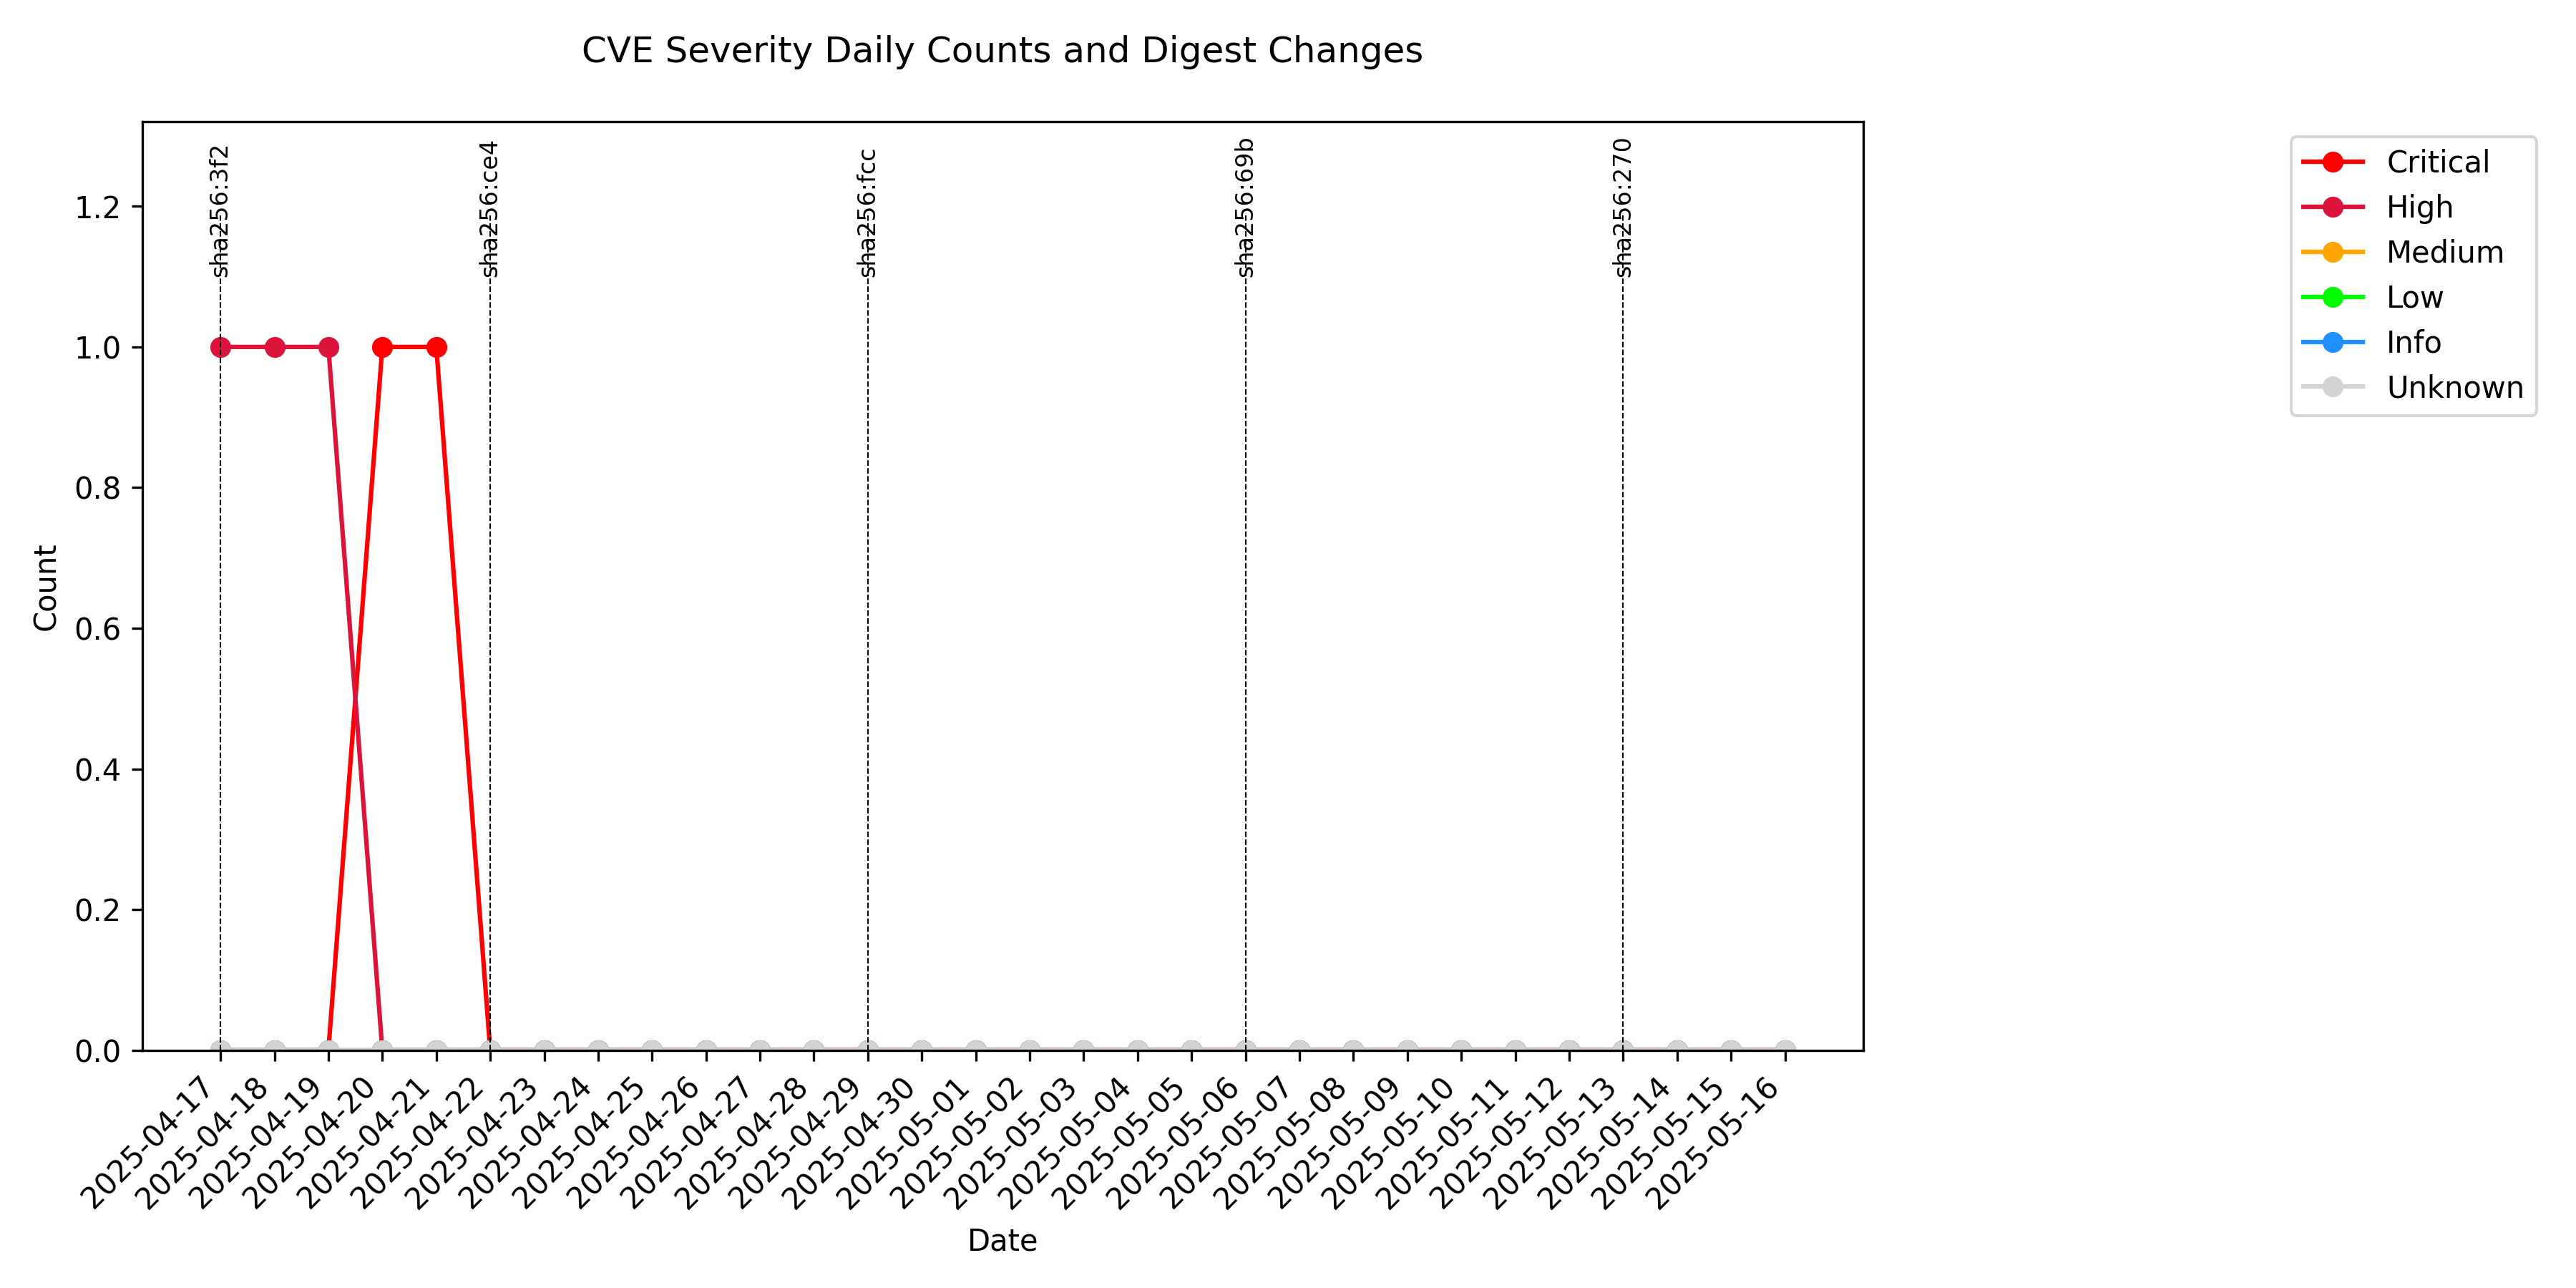 CVE Severity Daily Counts and Digest Changes
sha256:3f2
sha256:ce4
sha256:fcc
sha256:69b
sha256:270
Critical
High
Medium
Low
Info
Unknown
1.2
1.0
0.8
0.6
0.4
0.2
0.0
Count
2025-04-17
2025-04-18
2025-04-19
2025-04-20
2025-04-21
2025-04-22
2025-04-23
2025-04-24
2025-04-25
2025-04-26
2025-04-27
2025-04-28
2025-04-29
2025-04-30
2025-05-01
2025-05-02
2025-05-03
2025-05-04
2025-05-05
2025-05-06
2025-05-07
2025-05-08
2025-05-09
2025-05-10
2025-05-11
2025-05-12
2025-05-13
2025-05-14
2025-05-15
2025-05-16
Date